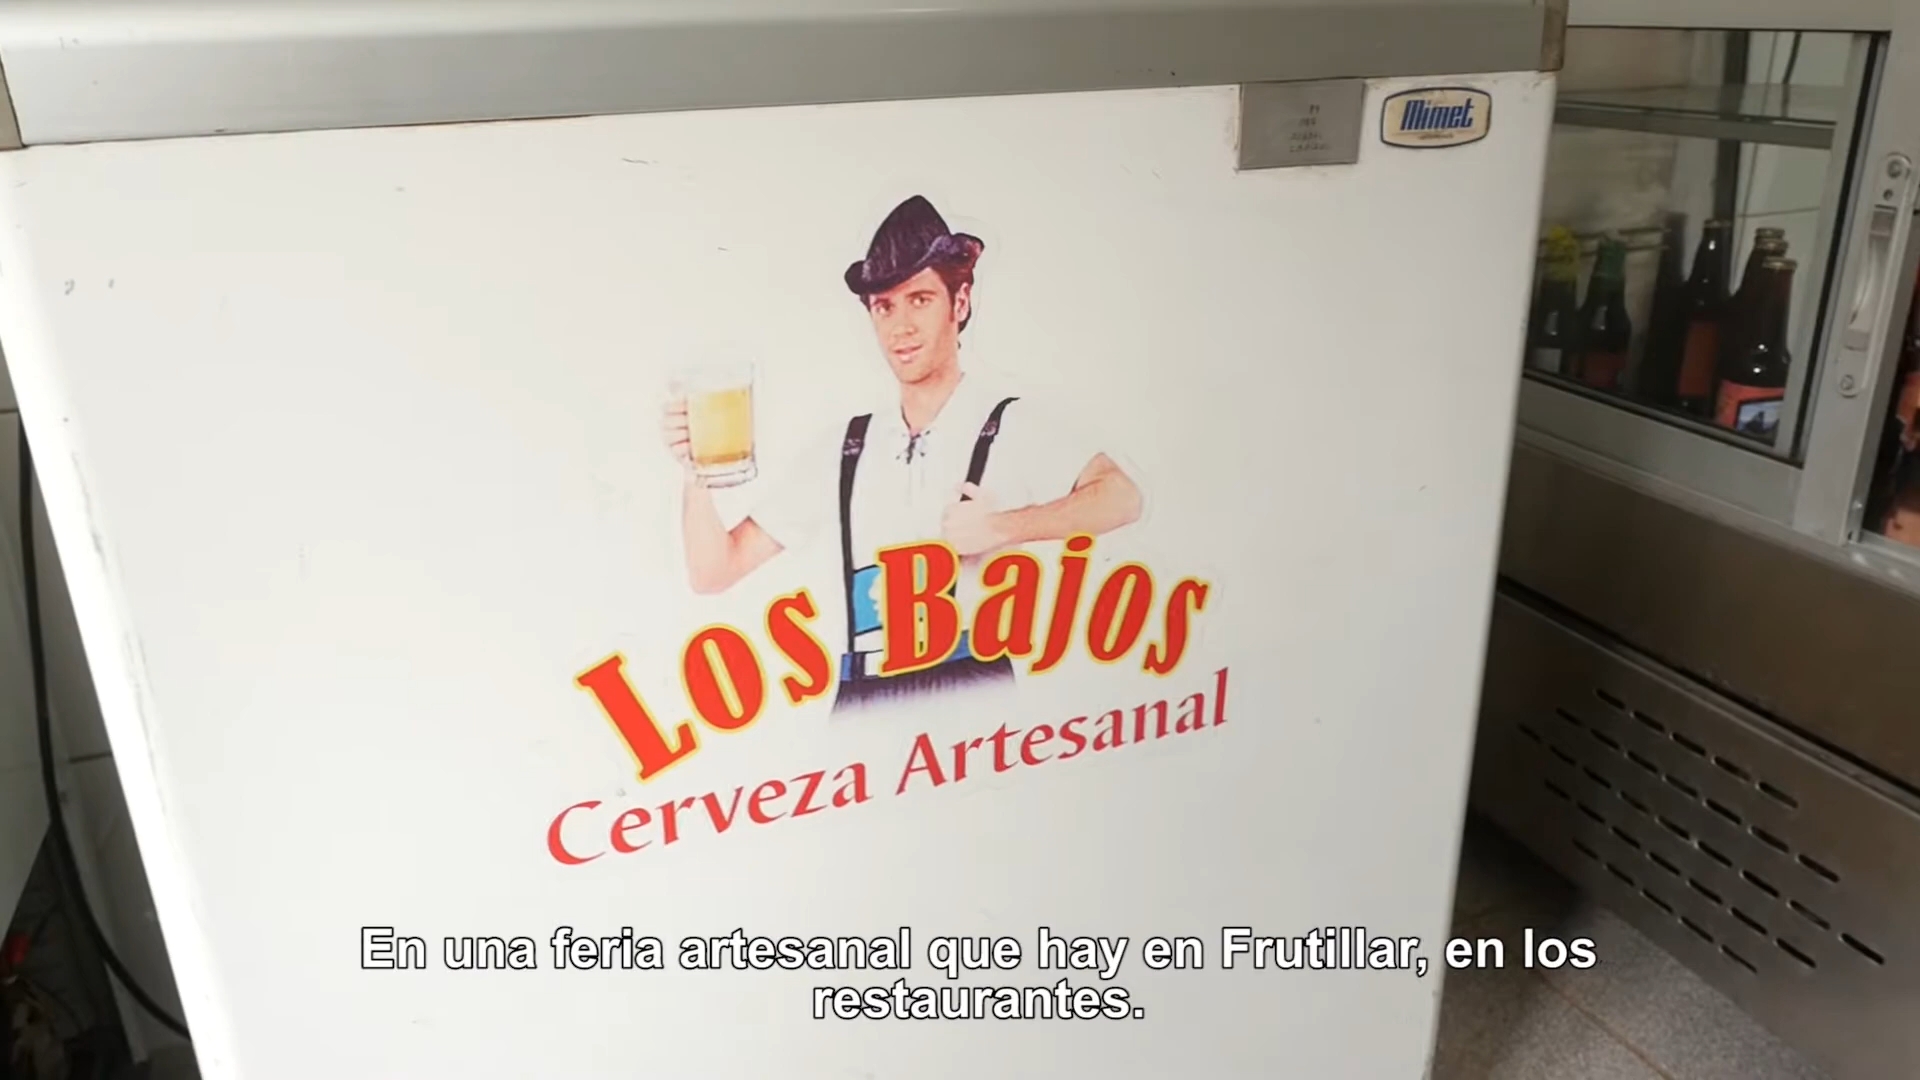 Mimet
Los Bajos
Cerveza Artesanal
En una feria artesanal que hay en Frutillar, en los
restaurantes.